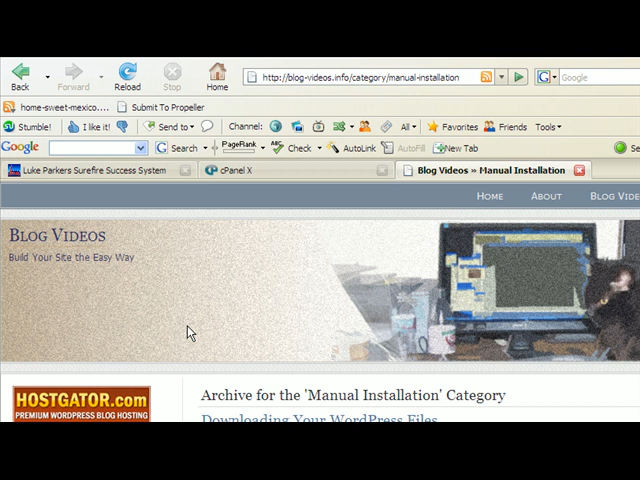 Back Forward Reload Stop Home http://blog-videos.info/category/manual-installation G Google
home-sweet-mexico.... Submit To Propeller
Stumble! I like it! Send to Channel: All Favorites Friends Tools
Google G Search PageRank ABC Check AutoLink AutoFill New Tab Se
Luke Parkers Surefire Success System cPanel X Blog Videos » Manual Installation
Home About Blog Vide
Blog Videos
Build Your Site the Easy Way
HOSTGATOR.com
PREMIUM WORDPRESS BLOG HOSTING
Archive for the 'Manual Installation' Category
Downloading Your WordPress Files